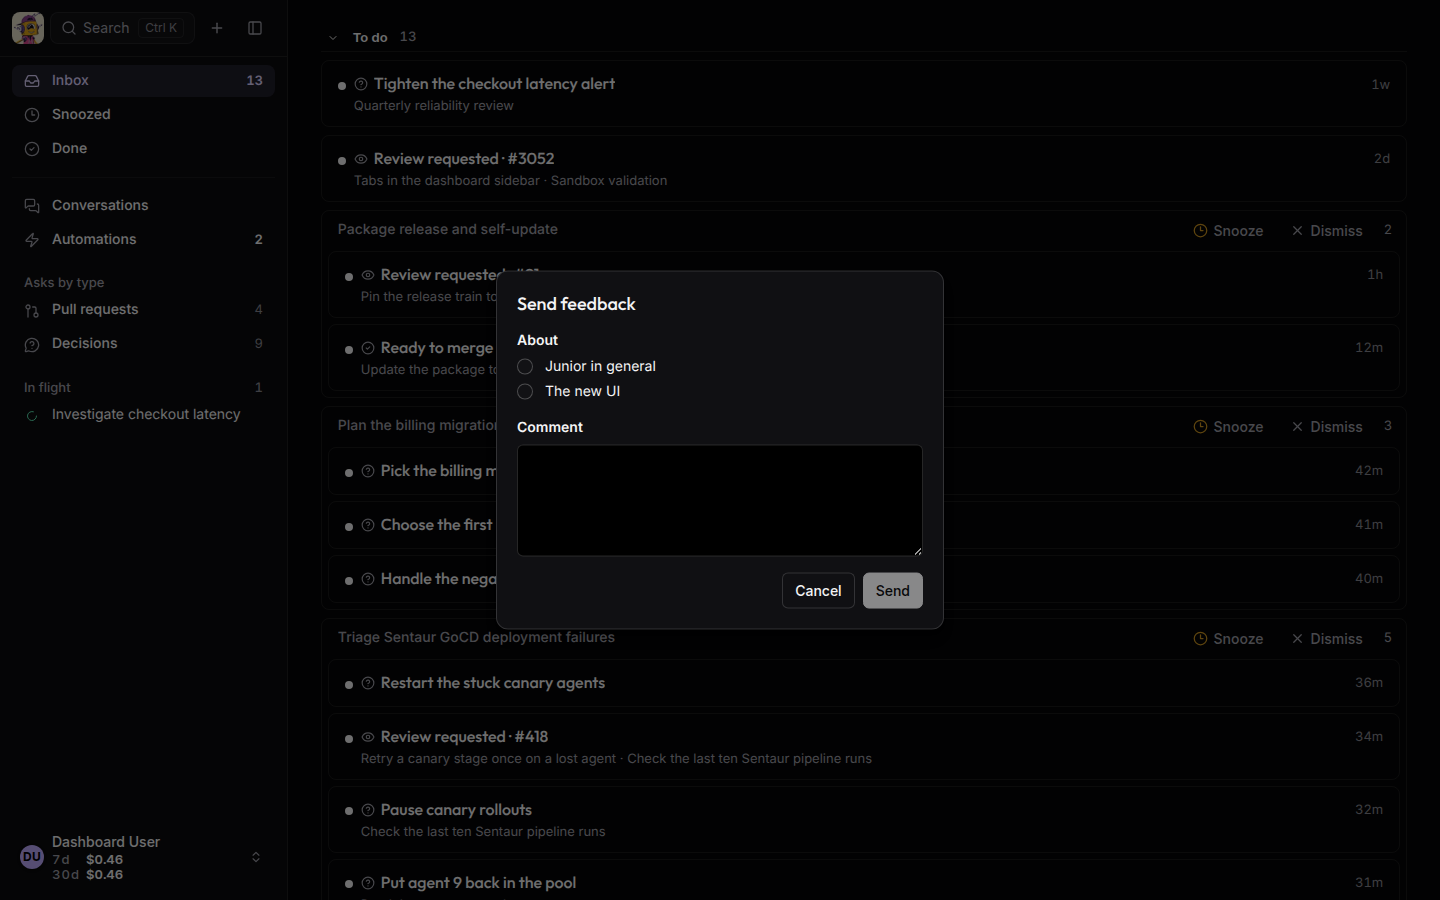 Search Ctrl K
Inbox 13
Snoozed
Done
Conversations
Automations 2
Asks by type
Pull requests 4
Decisions 9
In flight 1
Investigate checkout latency
Dashboard User
DU
7d $0.46
30d $0.46
To do 13
Tighten the checkout latency alert 1w
Quarterly reliability review
Review requested · #3052 2d
Tabs in the dashboard sidebar · Sandbox validation
Package release and self-update Snooze Dismiss 2
Review requested 1h
Pin the release train
Ready to merge 12m
Update the package
Plan the billing Snooze Dismiss 3
Pick the billing 42m
Choose the first 41m
Handle the 40m
Triage Sentaur GoCD deployment failures Snooze Dismiss 5
Restart the stuck canary agents 36m
Review requested · #418 34m
Retry a canary stage once on a lost agent · Check the last ten Sentaur pipeline runs
Pause canary rollouts 32m
Check the last ten Sentaur pipeline runs
Put agent 9 back in the pool 31m
Send feedback
About
Junior in general
The new UI
Comment
Cancel Send